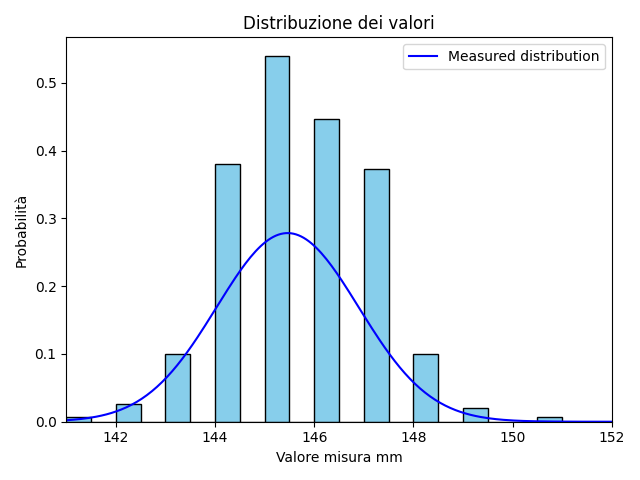 Distribuzione dei valori
Measured distribution
0.5
0.4
0.3
0.2
0.1
0.0
Probabilità
142 144 146 148 150 152
Valore misura mm